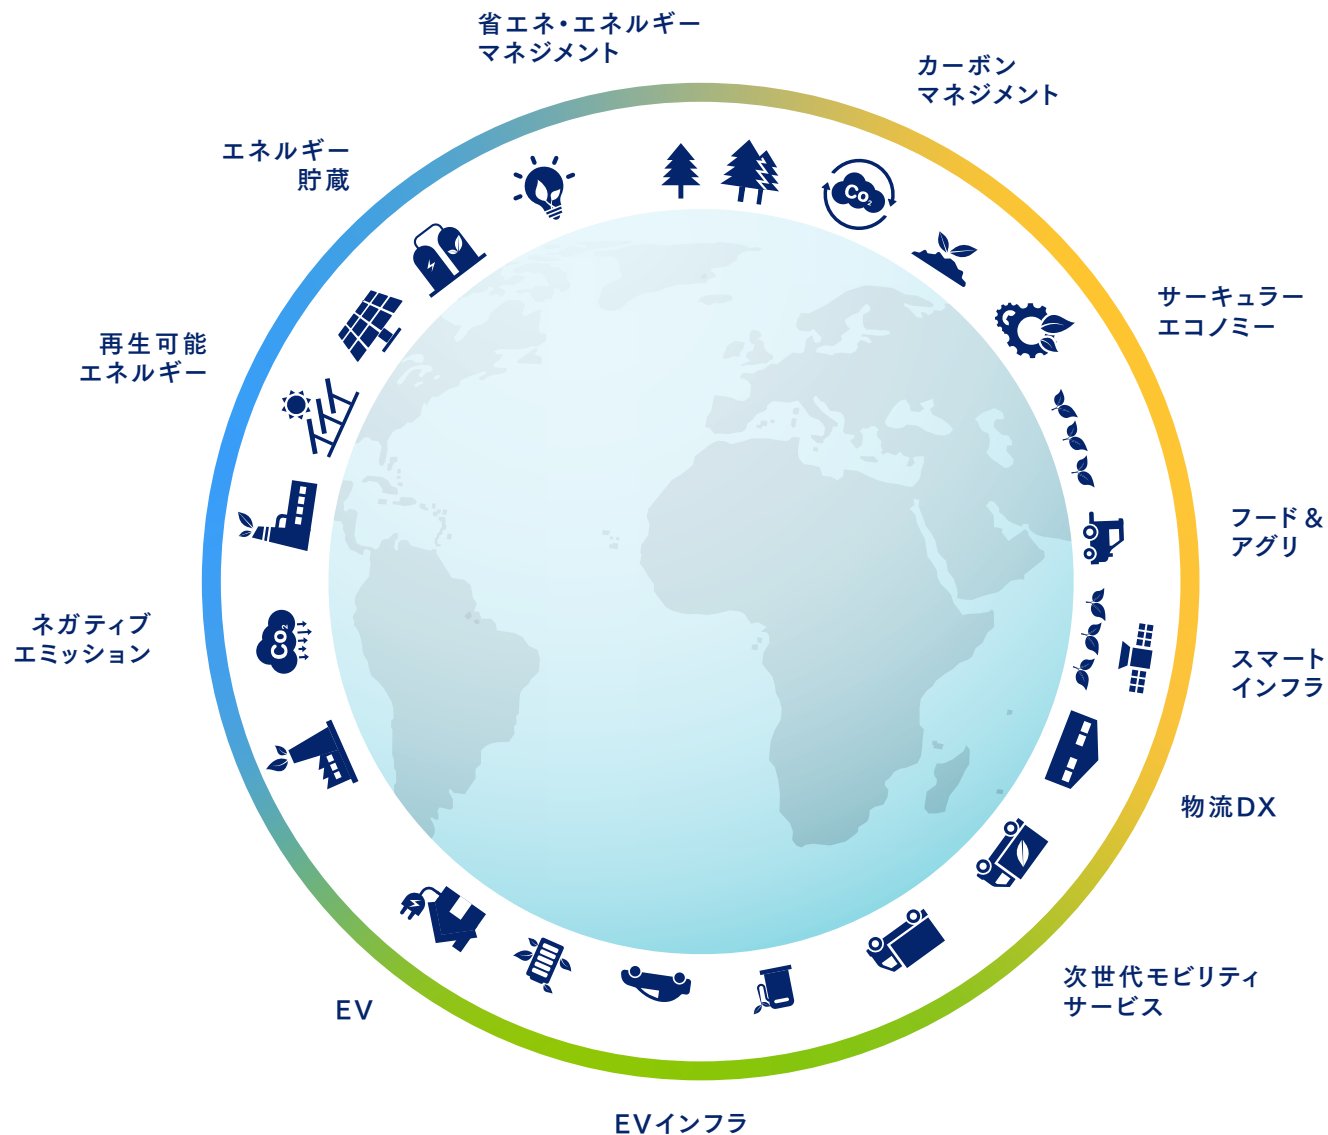 省エネ・エネルギー
マネジメント
カーボン
マネジメント
サーキュラー
エコノミー
フード&
アグリ
スマート
インフラ
物流DX
次世代モビリティ
サービス
EVインフラ
EV
ネガティブ
エミッション
再生可能
エネルギー
エネルギー
貯蔵
CO₂
CO₂